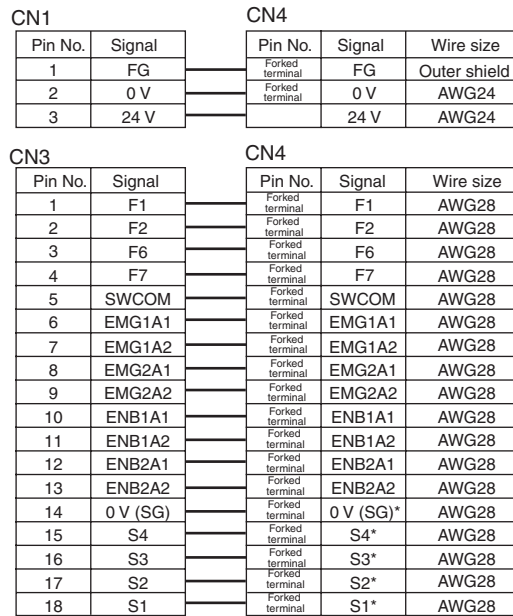 CN1 CN4
Pin No. Signal Pin No. Signal Wire size
1 FG Forked terminal FG Outer shield
2 0 V Forked terminal 0 V AWG24
3 24 V 24 V AWG24
CN3 CN4
Pin No. Signal Pin No. Signal Wire size
1 F1 Forked terminal F1 AWG28
2 F2 Forked terminal F2 AWG28
3 F6 Forked terminal F6 AWG28
4 F7 Forked terminal F7 AWG28
5 SWCOM Forked terminal SWCOM AWG28
6 EMG1A1 Forked terminal EMG1A1 AWG28
7 EMG1A2 Forked terminal EMG1A2 AWG28
8 EMG2A1 Forked terminal EMG2A1 AWG28
9 EMG2A2 Forked terminal EMG2A2 AWG28
10 ENB1A1 Forked terminal ENB1A1 AWG28
11 ENB1A2 Forked terminal ENB1A2 AWG28
12 ENB2A1 Forked terminal ENB2A1 AWG28
13 ENB2A2 Forked terminal ENB2A2 AWG28
14 0 V (SG) Forked terminal 0 V (SG)* AWG28
15 S4 Forked terminal S4* AWG28
16 S3 Forked terminal S3* AWG28
17 S2 Forked terminal S2* AWG28
18 S1 Forked terminal S1* AWG28